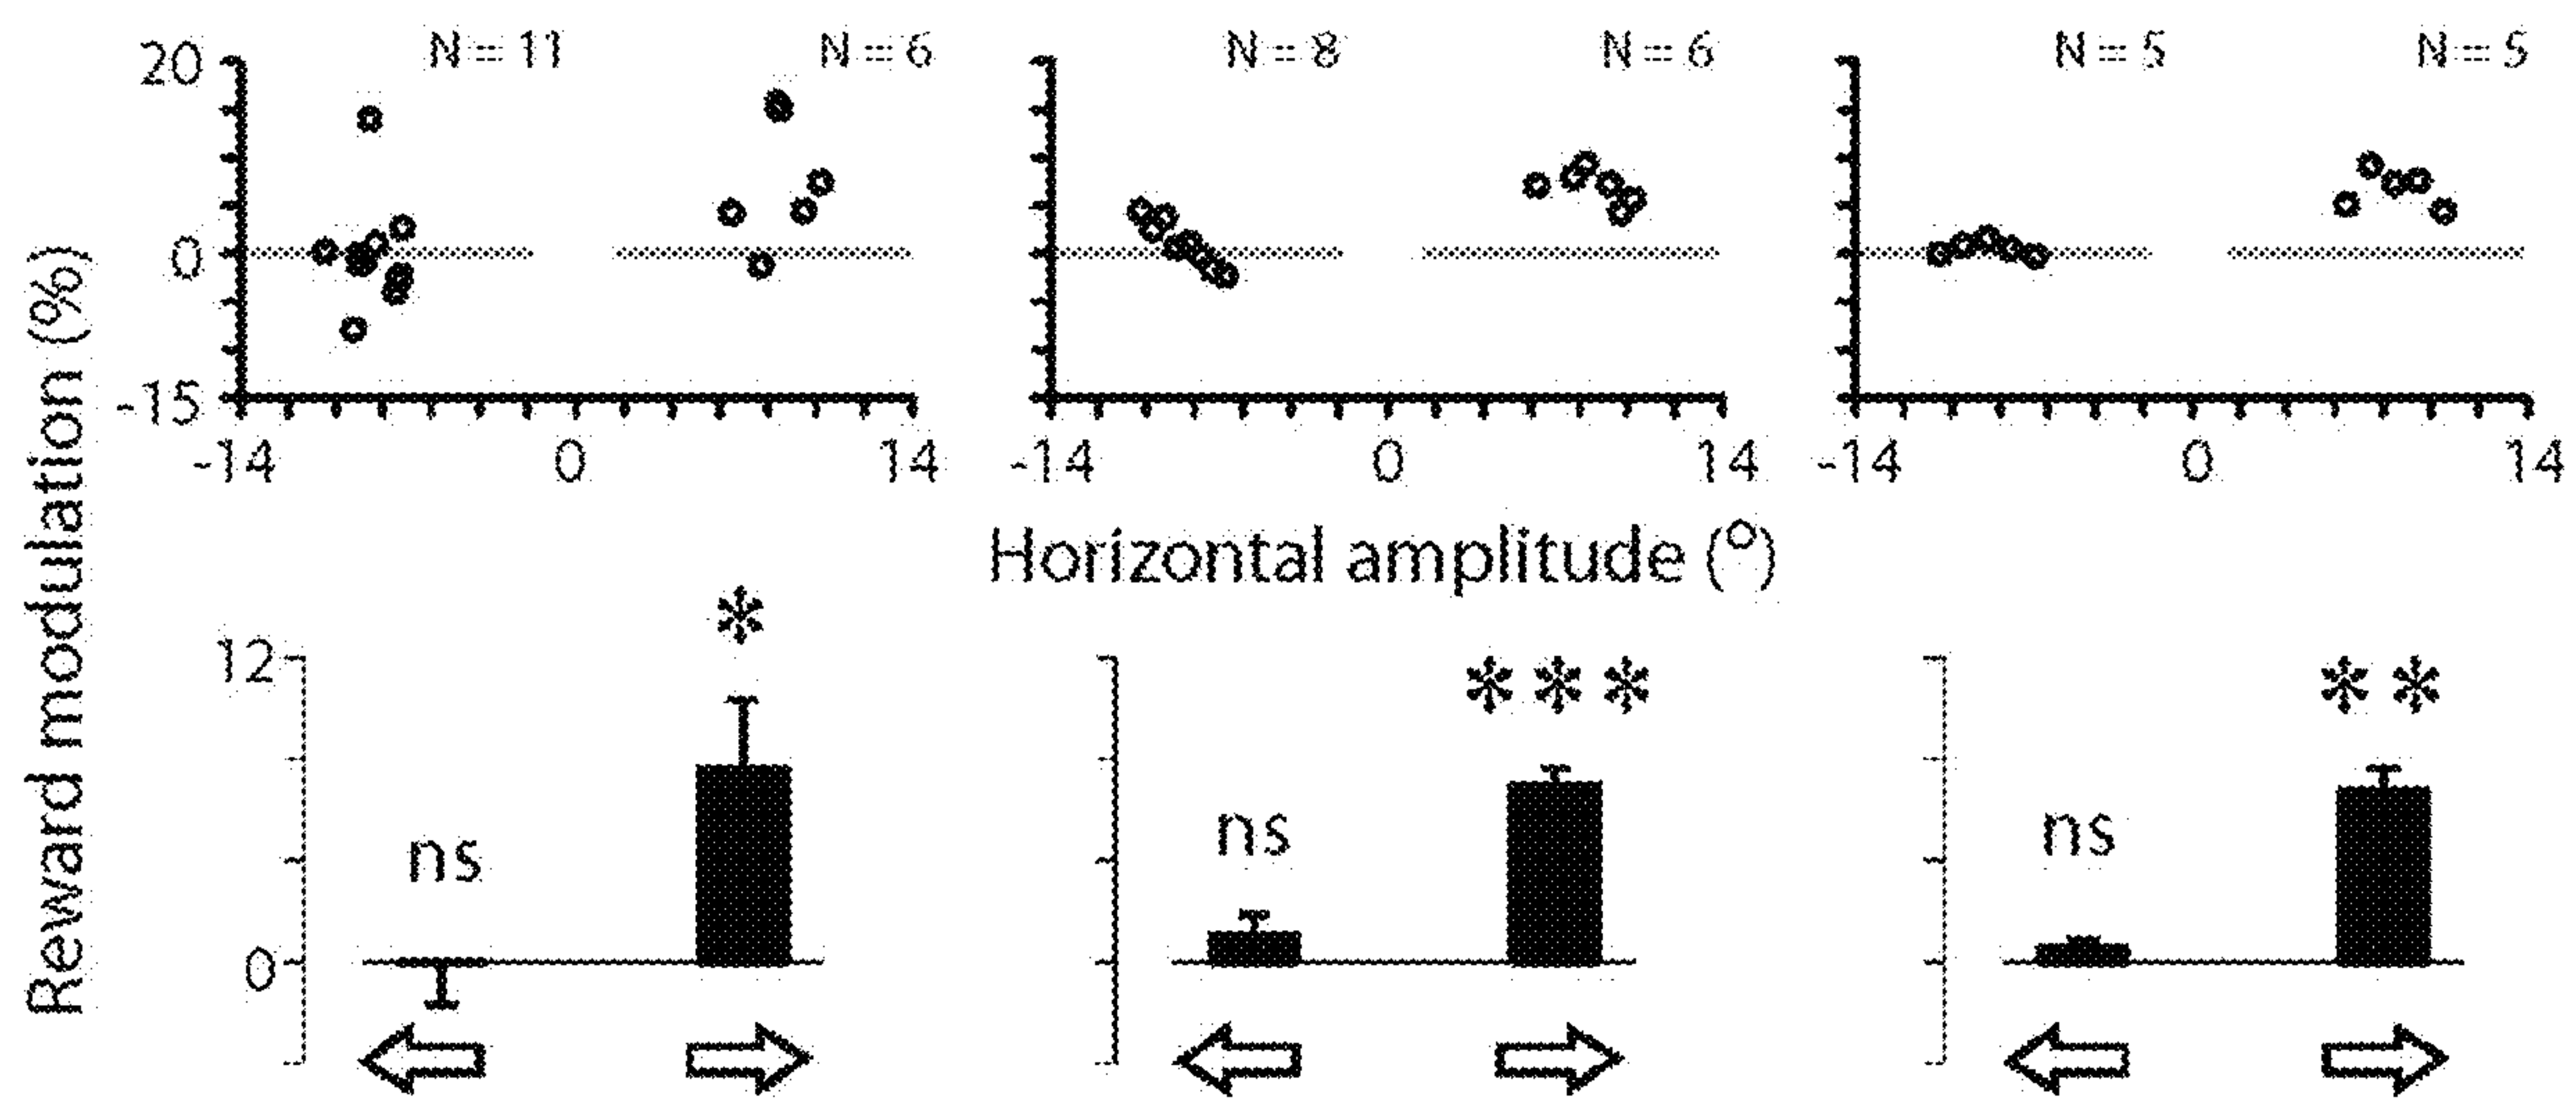 N = 11 N = 6 N = 8 N = 6 N = 5 N = 5
20
0
-15
-14 0 14 -14 0 14 -14 0 14
Horizontal amplitude (°)
Reward modulation (%)
* *** **
12
ns ns ns
0